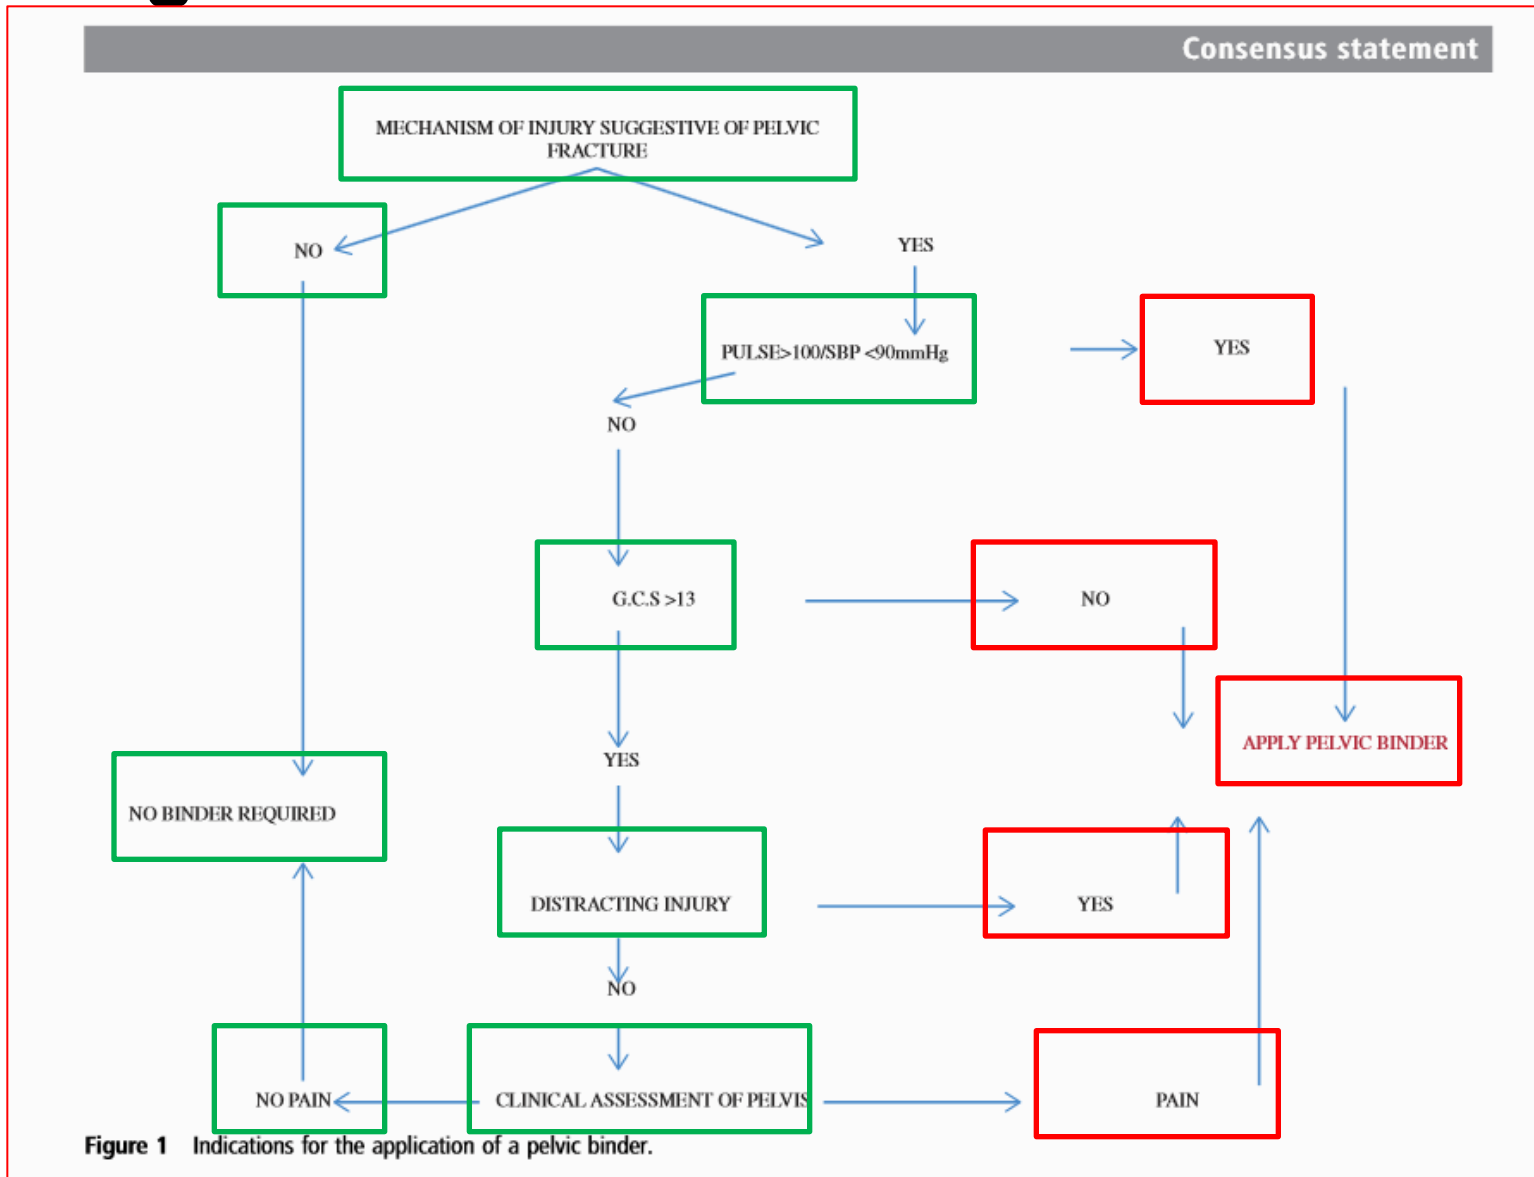 Consensus statement
MECHANISM OF INJURY SUGGESTIVE OF PELVIC
FRACTURE
NO
YES
PULSE>100/SBP <90mmHg
YES
NO
G.C.S >13
NO
YES
APPLY PELVIC BINDER
NO BINDER REQUIRED
DISTRACTING INJURY
YES
NO
NO PAIN
CLINICAL ASSESSMENT OF PELVIS
PAIN
Figure 1 Indications for the application of a pelvic binder.